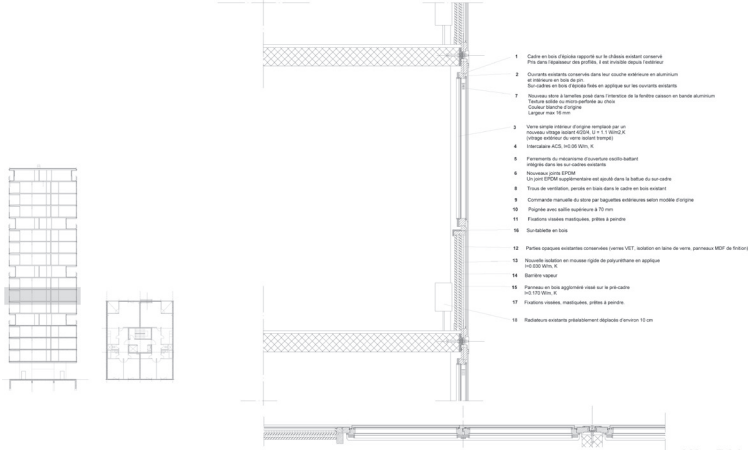 1 Cadre en bois d'épicéa rapporté sur le châssis existant conservé
Pris dans l'épaisseur des profilés, il est invisible depuis l'extérieur
2 Ouvrants existants conservés dans leur couche extérieure en aluminium
et intérieure en bois de pin
Sur-cadres en bois d'épicéa fixés en applique sur les ouvrants existants
7 Nouveau store à lamelles posé dans l'interstice de la fenêtre caisson en bande aluminium
Texture solide ou micro-perforée au choix
Couleur blanche d'origine
Largeur max 16 mm
3 Verre simple intérieur d'origine remplacé par un
nouveau vitrage isolant 4/20/4, U = 1.1 W/m2.K
(vitrage extérieur du verre isolant trempé)
4 Intercalaire ACS, l=0.06 W/m, K
5 Ferrements du mécanisme d'ouverture oscillo-battant
intégrés dans les sur-cadres existants
6 Nouveaux joints EPDM
Un joint EPDM supplémentaire est ajouté dans la battue du sur-cadre
8 Trous de ventilation, percés en biais dans le cadre en bois existant
9 Commande manuelle du store par baguettes extérieures selon modèle d'origine
10 Poignée avec saillie supérieure à 70 mm
11 Fixations vissées mastiquées, prêtes à peindre
16 Sur-tablette en bois
12 Parties opaques existantes conservées (verres VET, isolation en laine de verre, panneaux MDF de finition)
13 Nouvelle isolation en mousse rigide de polyuréthane en applique
l=0.030 W/m, K
14 Barrière vapeur
15 Panneau en bois aggloméré vissé sur le pré-cadre
l=0.170 W/m, K
17 Fixations vissées, mastiquées, prêtes à peindre
Radiateurs existants préalablement déplacés d'environ 10 cm